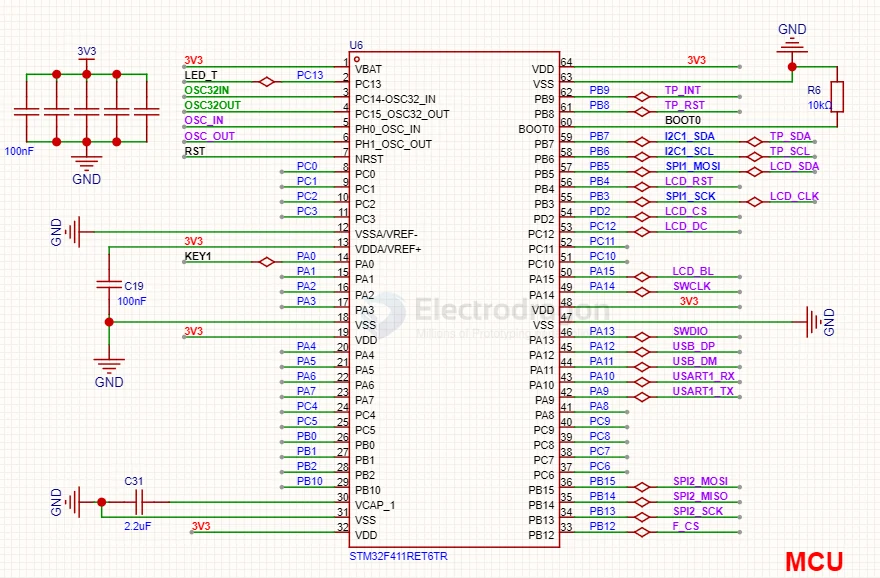 U6
3V3
100nF
GND
3V3 1 VBAT
LED_T PC13 2 PC13
OSC32IN 3 PC14-OSC32_IN
OSC32OUT 4 PC15_OSC32_OUT
OSC_IN 5 PH0_OSC_IN
OSC_OUT 6 PH1_OSC_OUT
RST 7 NRST
PC0 8 PC0
PC1 9 PC1
PC2 10 PC2
PC3 11 PC3
GND 12 VSSA/VREF-
3V3 13 VDDA/VREF+
KEY1 PA0 14 PA0
PA1 15 PA1
PA2 16 PA2
PA3 17 PA3
18 VSS
3V3 19 VDD
C19
100nF
GND
PA4 20 PA4
PA5 21 PA5
PA6 22 PA6
PA7 23 PA7
PC4 24 PC4
PC5 25 PC5
PB0 26 PB0
PB1 27 PB1
PB2 28 PB2
PB10 29 PB10
30 VCAP_1
31 VSS
3V3 32 VDD
C31
GND
2.2uF
GND
R6
10kΩ
VDD 64 3V3
VSS 63
PB9 62 PB9 TP_INT
PB8 61 PB8 TP_RST
BOOT0 60 BOOT0
PB7 59 PB7 I2C1_SDA TP_SDA
PB6 58 PB6 I2C1_SCL TP_SCL
PB5 57 PB5 SPI1_MOSI LCD_SDA
PB4 56 PB4 LCD_RST
PB3 55 PB3 SPI1_SCK LCD_CLK
PD2 54 PD2 LCD_CS
PC12 53 PC12 LCD_DC
PC11 52 PC11
PC10 51 PC10
PA15 50 PA15 LCD_BL
PA14 49 PA14 SWCLK
VDD 48 3V3
VSS 47 GND
PA13 46 PA13 SWDIO
PA12 45 PA12 USB_DP
PA11 44 PA11 USB_DM
PA10 43 PA10 USART1_RX
PA9 42 PA9 USART1_TX
PA8 41 PA8
PC9 40 PC9
PC8 39 PC8
PC7 38 PC7
PC6 37 PC6
PB15 36 PB15 SPI2_MOSI
PB14 35 PB14 SPI2_MISO
PB13 34 PB13 SPI2_SCK
PB12 33 PB12 F_CS
Electrodragon
STM32F411RET6TR
MCU